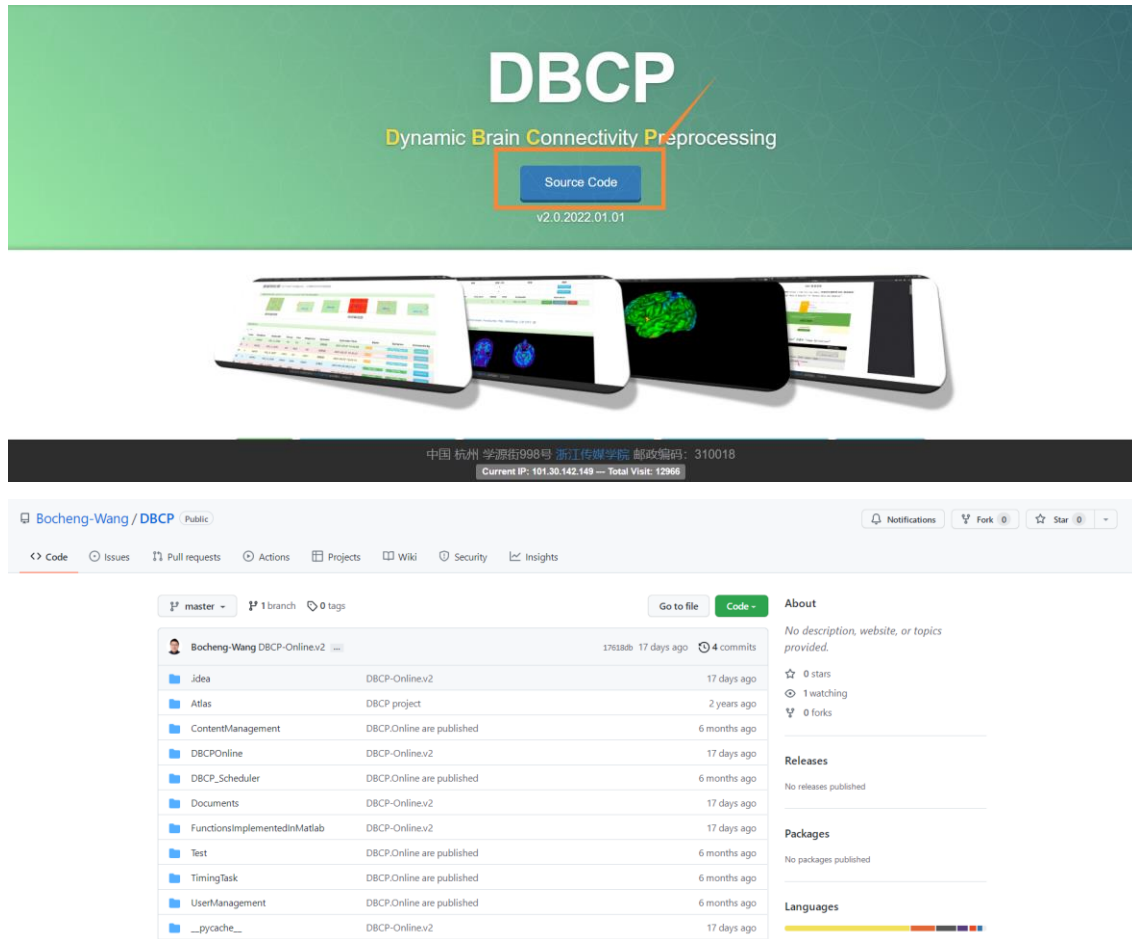 DBCP
Dynamic Brain Connectivity Preprocessing
Source Code
v2.0.2022.01.01
中国 杭州 学源街998号 浙江传媒学院 邮政编码：310018
Current IP: 101.30.142.149 --- Total Visit: 12966
Bocheng-Wang / DBCP Public
Notifications Fork 0 Star 0
Code Issues Pull requests Actions Projects Wiki Security Insights
master 1 branch 0 tags Go to file Code
Bocheng-Wang DBCP-Online.v2 ... 17618db 17 days ago 4 commits
.idea DBCP-Online.v2 17 days ago
Atlas DBCP project 2 years ago
ContentManagement DBCP.Online are published 6 months ago
DBCPOnline DBCP-Online.v2 17 days ago
DBCP_Scheduler DBCP.Online are published 6 months ago
Documents DBCP-Online.v2 17 days ago
FunctionsImplementedInMatlab DBCP-Online.v2 17 days ago
Test DBCP.Online are published 6 months ago
TimingTask DBCP.Online are published 6 months ago
UserManagement DBCP.Online are published 6 months ago
__pycache__ DBCP-Online.v2 17 days ago
About
No description, website, or topics
provided.
0 stars
1 watching
0 forks
Releases
No releases published
Packages
No packages published
Languages